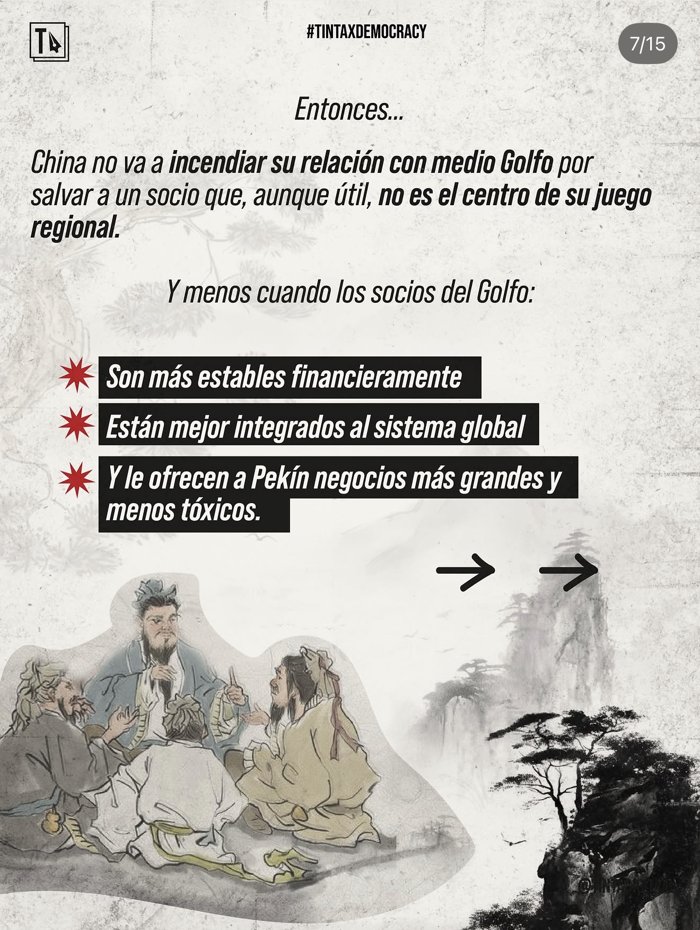 #TINTAXDEMOCRACY
7/15
Entonces...
China no va a incendiar su relación con medio Golfo por
salvar a un socio que, aunque útil, no es el centro de su juego
regional.
Y menos cuando los socios del Golfo:
Son más estables financieramente
Están mejor integrados al sistema global
Y le ofrecen a Pekín negocios más grandes y
menos tóxicos.